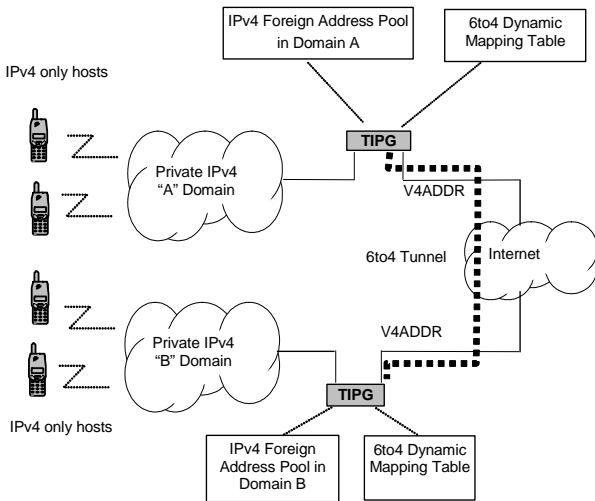 IPv4 Foreign Address Pool
in Domain A
6to4 Dynamic
Mapping Table
IPv4 only hosts
TIPG
Private IPv4
“A” Domain
V4ADDR
6to4 Tunnel
Internet
Private IPv4
“B” Domain
V4ADDR
TIPG
IPv4 only hosts
IPv4 Foreign
Address Pool in
Domain B
6to4 Dynamic
Mapping Table